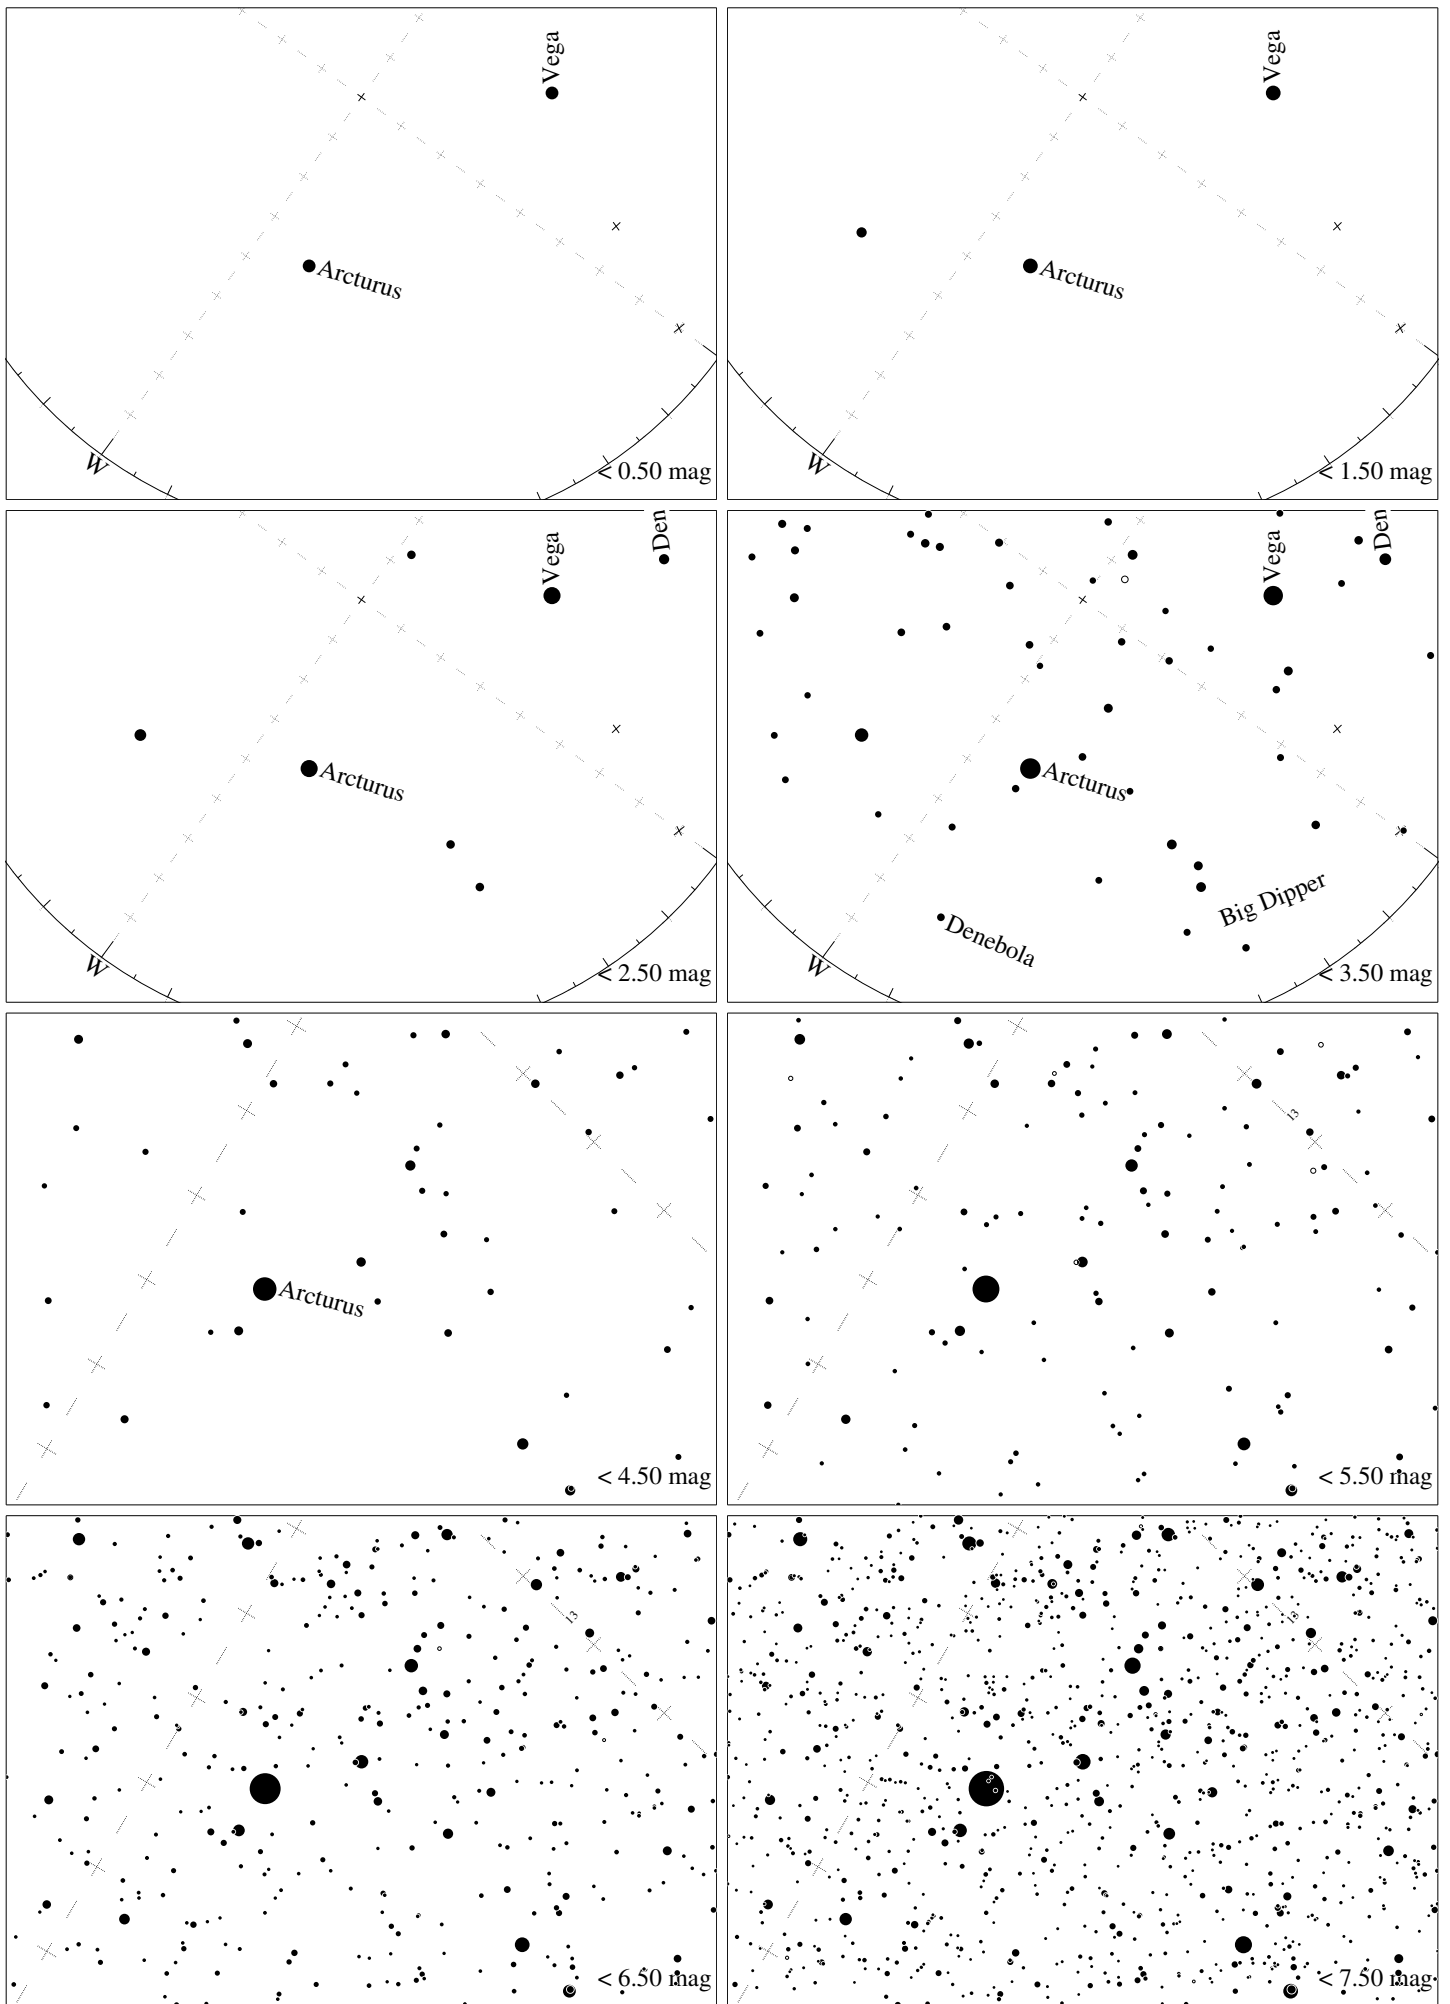 Vega
Arcturus
W
< 0.50 mag
Vega
Arcturus
W
< 1.50 mag
Den
Vega
Arcturus
W
< 2.50 mag
Den
Vega
Arcturus
Big Dipper
Denebola
W
< 3.50 mag
Arcturus
< 4.50 mag
13
< 5.50 mag
13
< 6.50 mag
13
< 7.50 mag